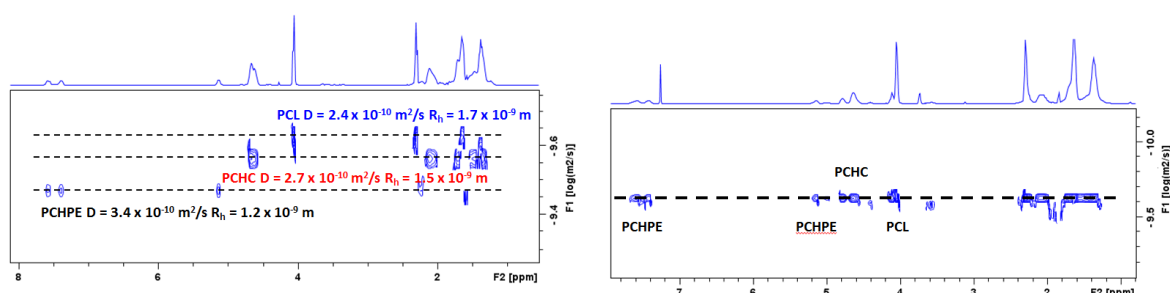 PCL D = 2.4 x 10-10 m2/s Rh = 1.7 x 10-9 m
PCHC D = 2.7 x 10-10 m2/s Rh = 1.5 x 10-9 m
PCHPE D = 3.4 x 10-10 m2/s Rh = 1.2 x 10-9 m
- 9.6
- 9.4
F1 [log(m2/s)]
8 6 4 2 F2 [ppm]
PCHC
PCHPE PCHPE PCL
- 10.0
- 9.5
F1 [log(m2/s)]
7 5 4 2 F2 [ppm]